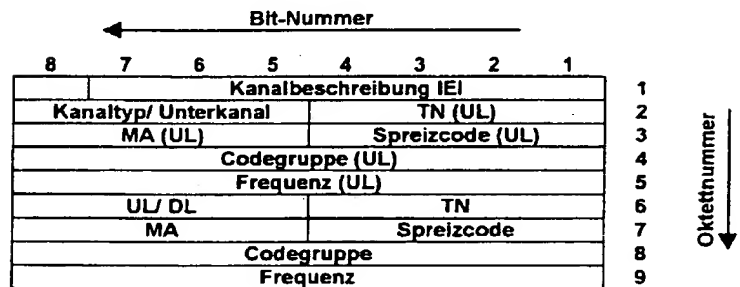 Bit-Nummer
8 7 6 5 4 3 2 1
Kanalbeschreibung IEI 1
Kanaltyp/ Unterkanal TN (UL) 2
MA (UL) Spreizcode (UL) 3
Codegruppe (UL) 4
Frequenz (UL) 5
UL/ DL TN 6
MA Spreizcode 7
Codegruppe 8
Frequenz 9
Oktettnummer